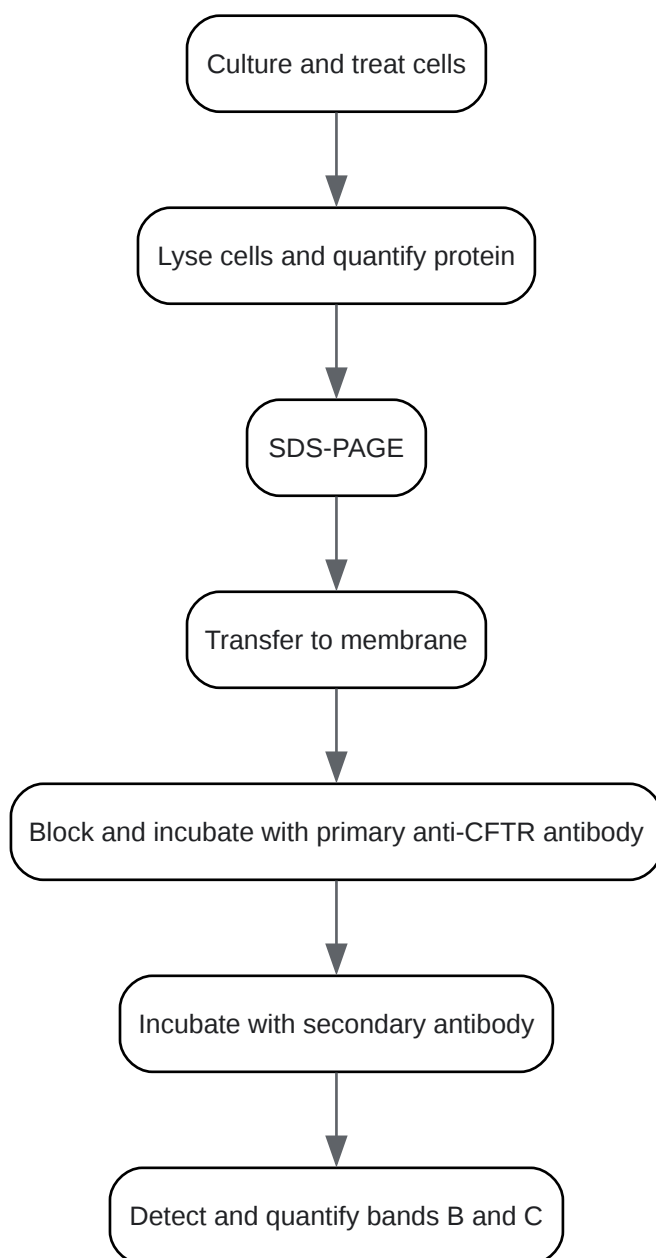 Culture and treat cells
Lyse cells and quantify protein
SDS-PAGE
Transfer to membrane
Block and incubate with primary anti-CFTR antibody
Incubate with secondary antibody
Detect and quantify bands B and C